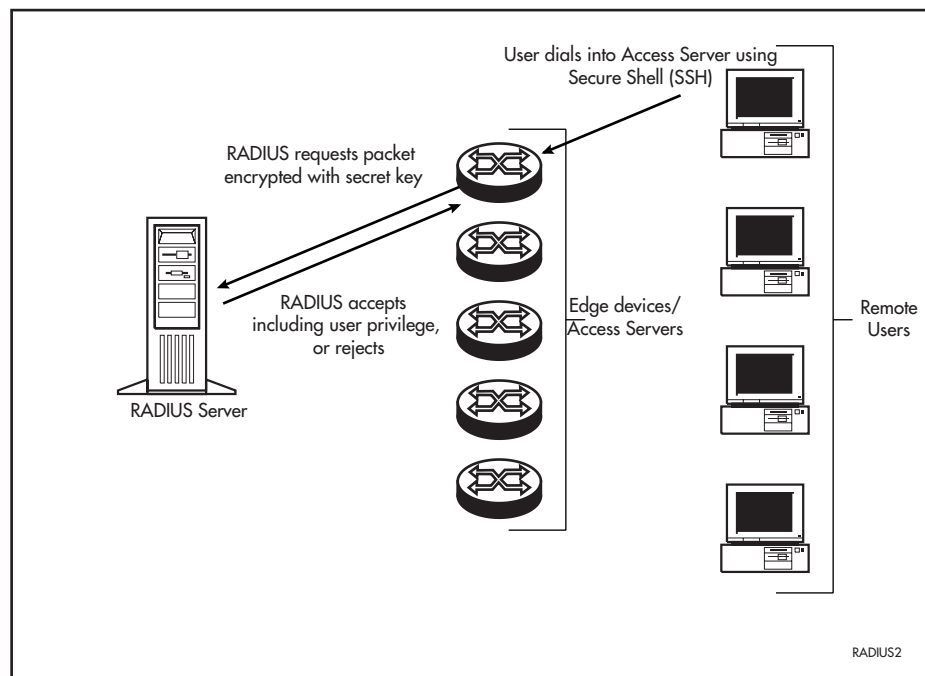 User dials into Access Server using
Secure Shell (SSH)
RADIUS requests packet
encrypted with secret key
RADIUS accepts
including user privilege,
or rejects
RADIUS Server
Edge devices/
Access Servers
Remote
Users
RADIUS2